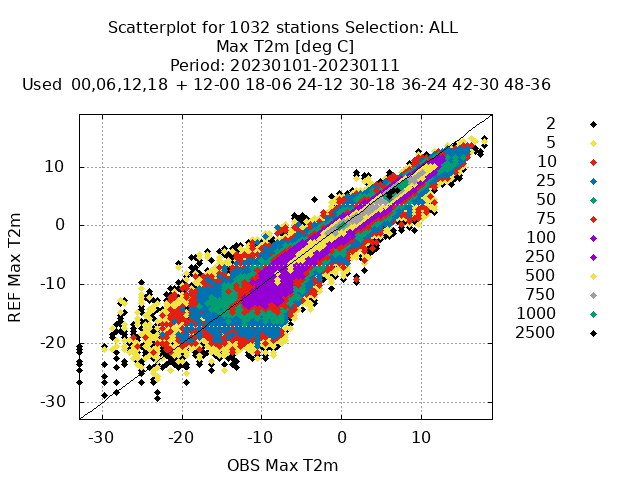 Scatterplot for 1032 stations Selection: ALL
Max T2m [deg C]
Period: 20230101-20230111
Used 00,06,12,18 + 12-00 18-06 24-12 30-18 36-24 42-30 48-36
2
5
10
25
50
75
100
250
500
750
1000
2500
10
0
-10
-20
-30
REF Max T2m
-30 -20 -10 0 10
OBS Max T2m